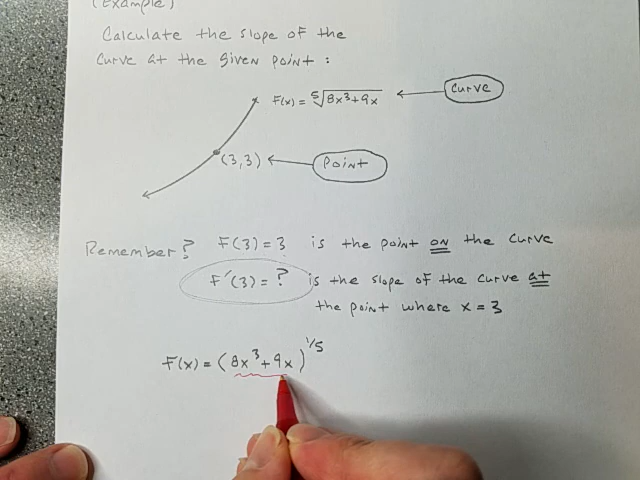 (Example)
Calculate the slope of the
curve at the given point :
F(x) = ⁵√8x³+9x
Curve
(3,3)
Point
Remember? F(3) = 3 is the point on the curve
F'(3) = ? is the slope of the curve at
the point where x = 3
F(x) = (8x³+9x)^1/5